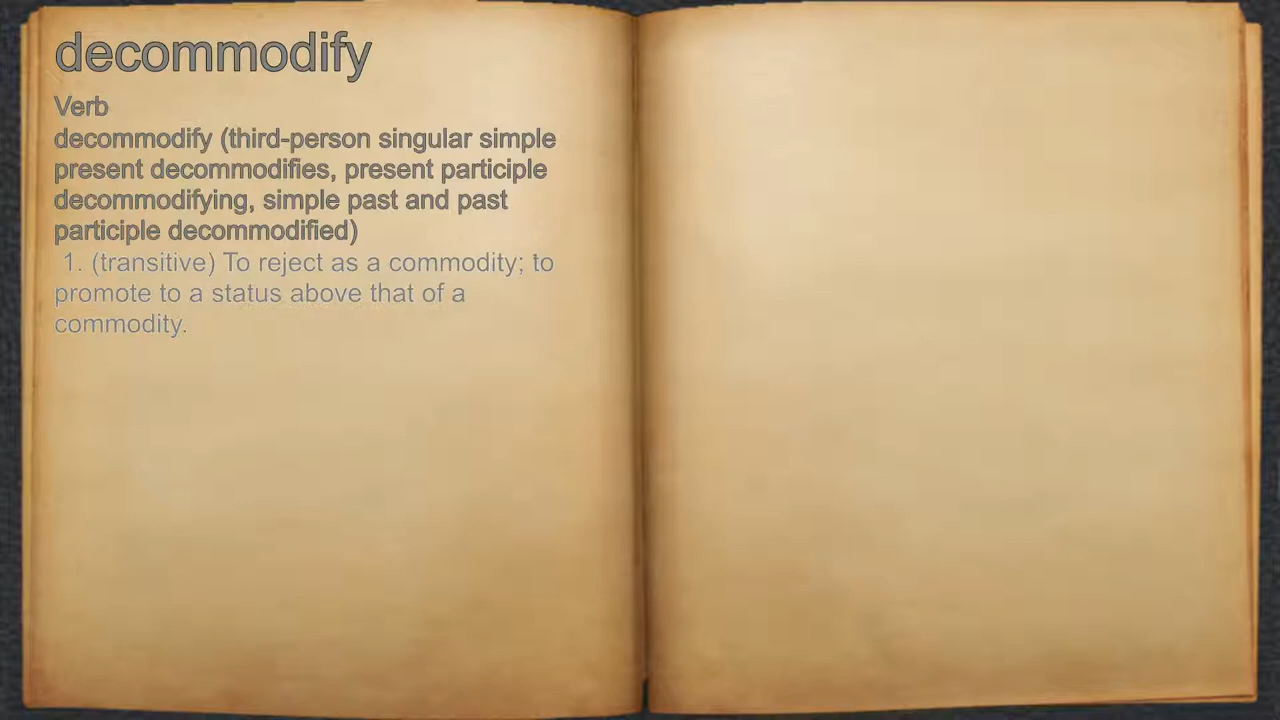 decommodify
Verb
decommodify (third-person singular simple
present decommodifies, present participle
decommodifying, simple past and past
participle decommodified)
1. (transitive) To reject as a commodity; to
promote to a status above that of a
commodity.